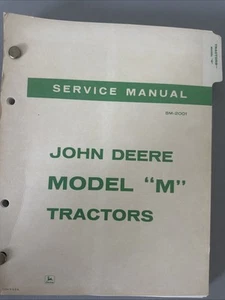 SERVICE MANUAL
SM-2001
JOHN DEERE
MODEL "M"
TRACTORS